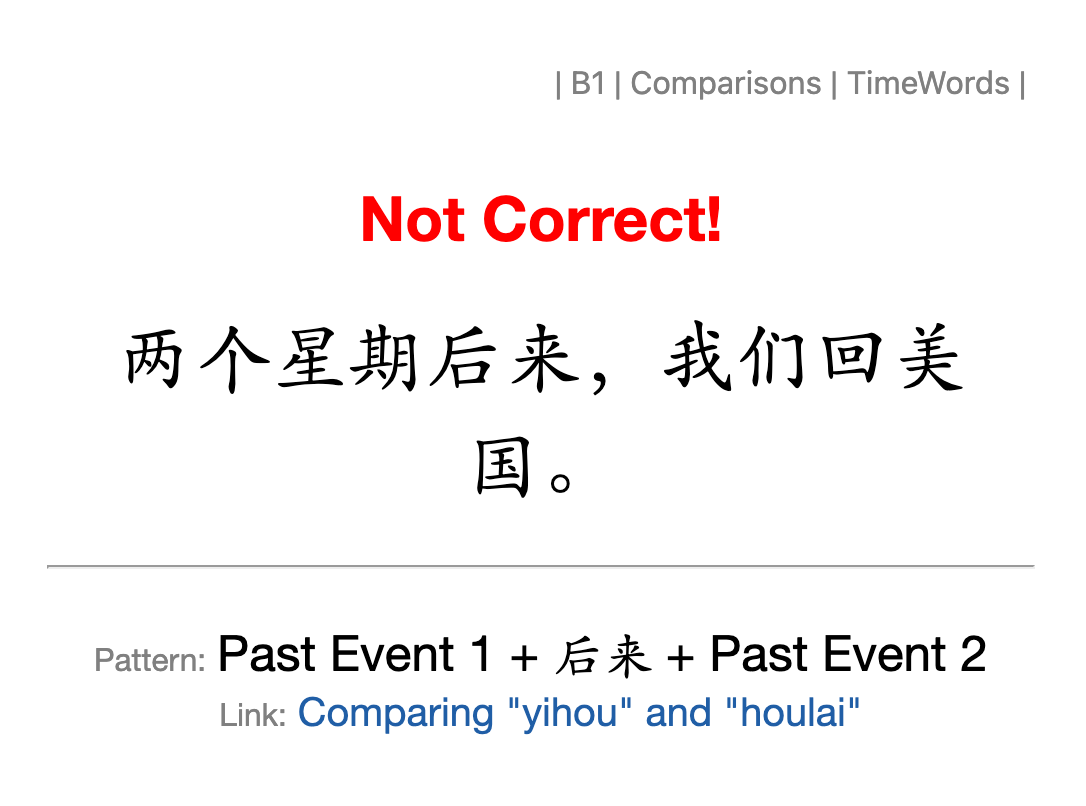 | B1 | Comparisons | TimeWords |
Not Correct!
两个星期后来，我们回美
国。
Pattern: Past Event 1 + 后来 + Past Event 2
Link: Comparing "yihou" and "houlai"